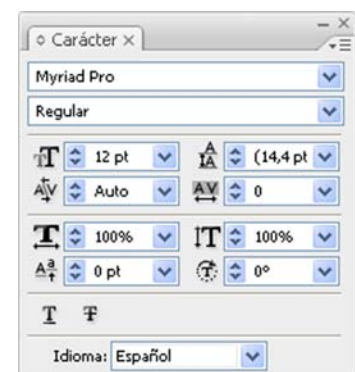 Carácter
Myriad Pro
Regular
12 pt (14,4 pt
Auto 0
100% 100%
0 pt 0°
T T
Idioma: Español